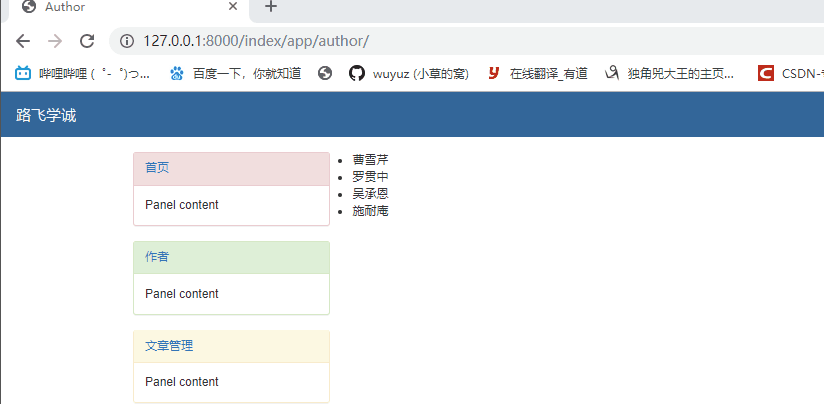 Author
127.0.0.1:8000/index/app/author/
哔哩哔哩 ( ゜- ゜)つ... 百度一下，你就知道 wuyuz (小草的窝) 在线翻译_有道 独角兕大王的主页... CSDN-
路飞学诚
首页
Panel content
作者
Panel content
文章管理
Panel content
曹雪芹
罗贯中
吴承恩
施耐庵